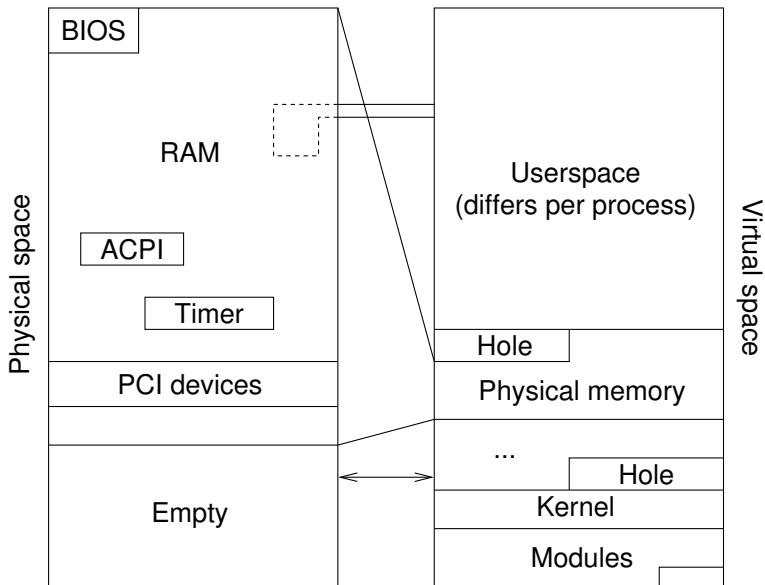 BIOS
RAM
ACPI
Timer
PCI devices
Empty
Physical space
Userspace
(differs per process)
Hole
Physical memory
...
Hole
Kernel
Modules
Virtual space